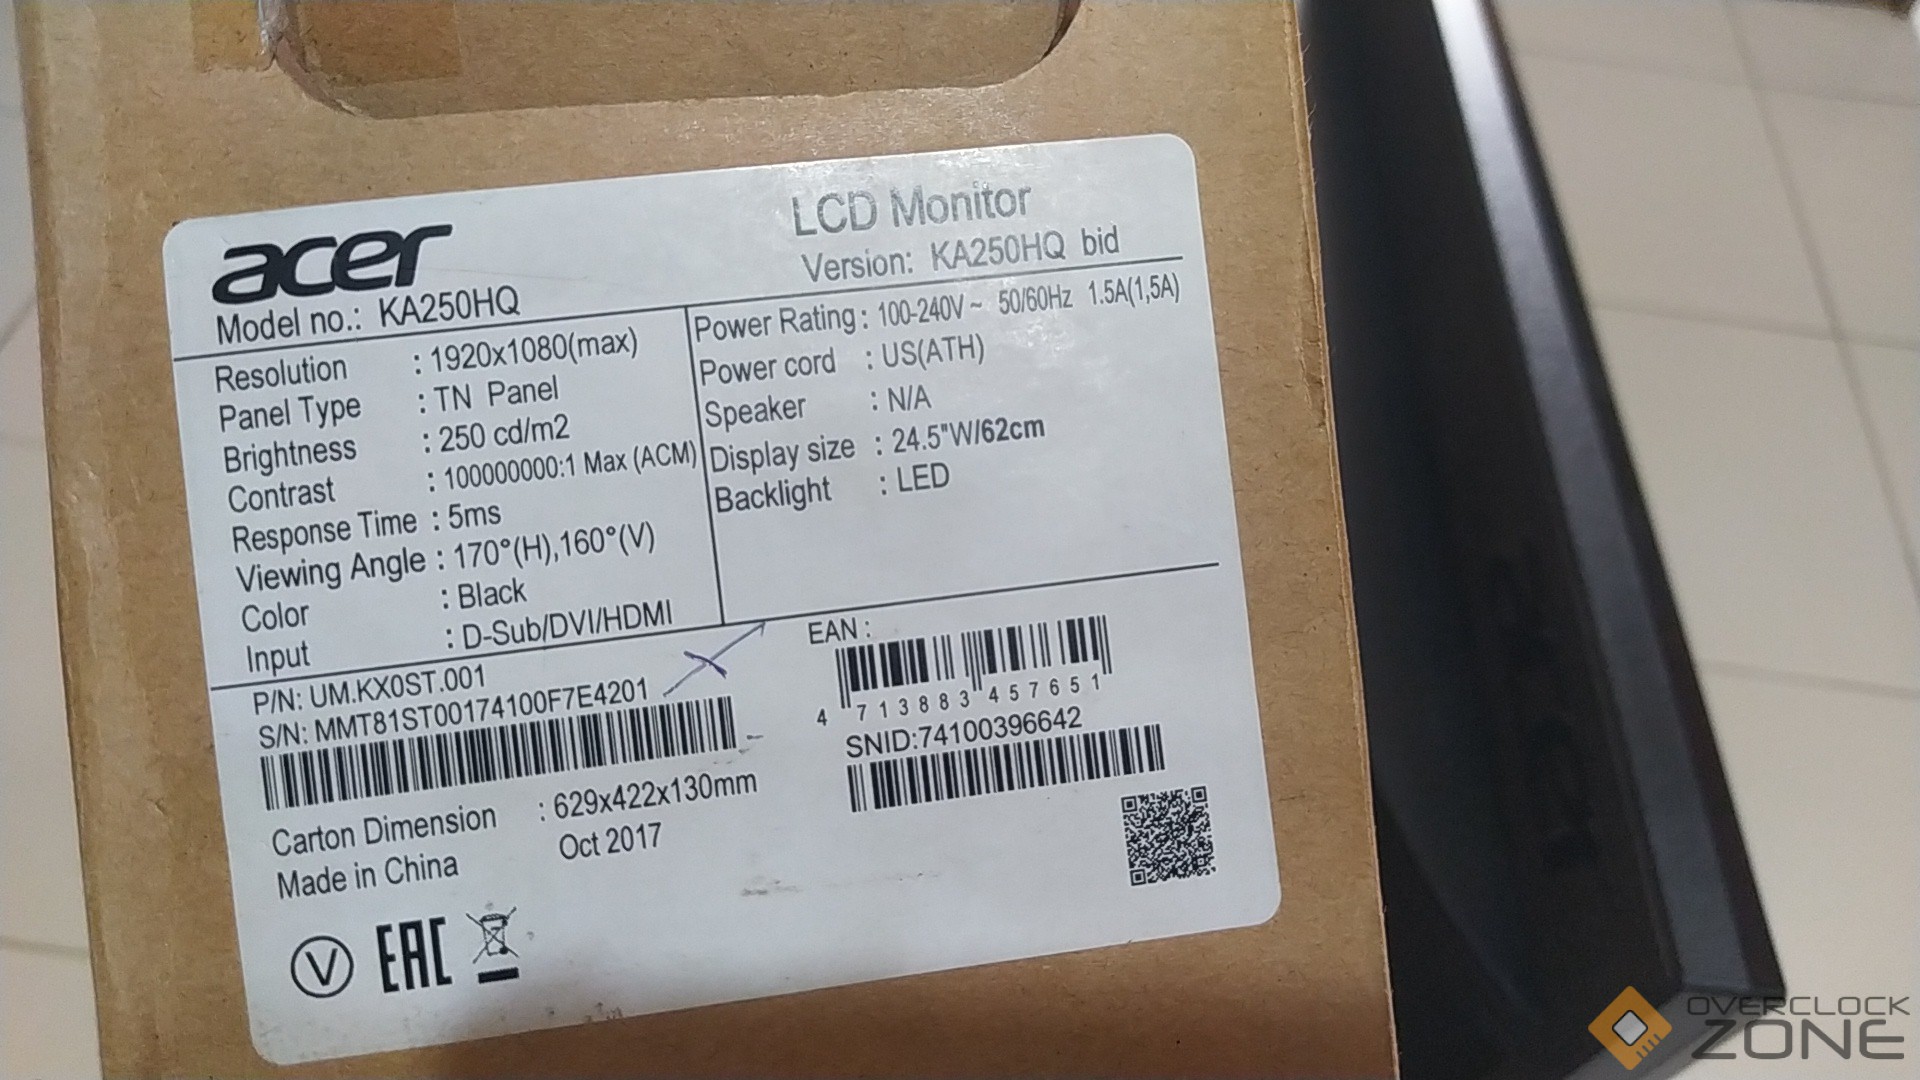 acer
LCD Monitor
Model no.: KA250HQ
Version: KA250HQ bid
Resolution : 1920x1080(max)
Panel Type : TN Panel
Brightness : 250 cd/m2
Contrast : 100000000:1 Max (ACM)
Response Time : 5ms
Viewing Angle : 170°(H),160°(V)
Color : Black
Input : D-Sub/DVI/HDMI
Power Rating : 100-240V~ 50/60Hz 1.5A(1,5A)
Power cord : US(ATH)
Speaker : N/A
Display size : 24.5"W/62cm
Backlight : LED
P/N: UM.KX0ST.001
S/N: MMT81ST00174100F7E4201
EAN :
4 713883 457651
SNID:74100396642
Carton Dimension : 629x422x130mm
Made in China Oct 2017
V EAC
OVERCLOCK
ZONE